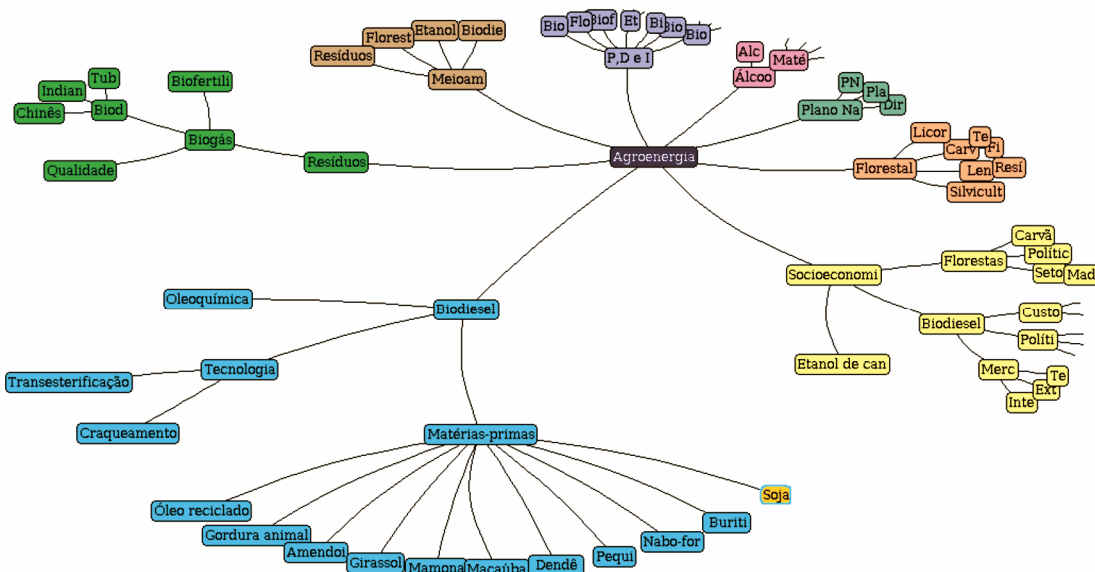 Bio
Flo
Biof
Et
Bi
Bio
Bio
P,D e I
Florest
Etanol
Biodie
Resíduos
Meioam
Alc
Maté
Álcoo
PN
Pla
Dir
Plano Na
Tub
Indian
Chinês
Biod
Biofertili
Biogás
Qualidade
Resíduos
Agroenergia
Licor
Te
Carv
Fi
Florestal
Len
Resí
Silvicult
Carvã
Polític
Florestas
Seto
Mad
Socioeconomi
Custo
Biodiesel
Políti
Merc
Te
Ext
Inte
Etanol de can
Oleoquímica
Biodiesel
Tecnologia
Transesterificação
Craqueamento
Matérias-primas
Óleo reciclado
Gordura animal
Amendoi
Girassol
Mamona
Macaúba
Dendê
Pequi
Nabo-for
Buriti
Soja